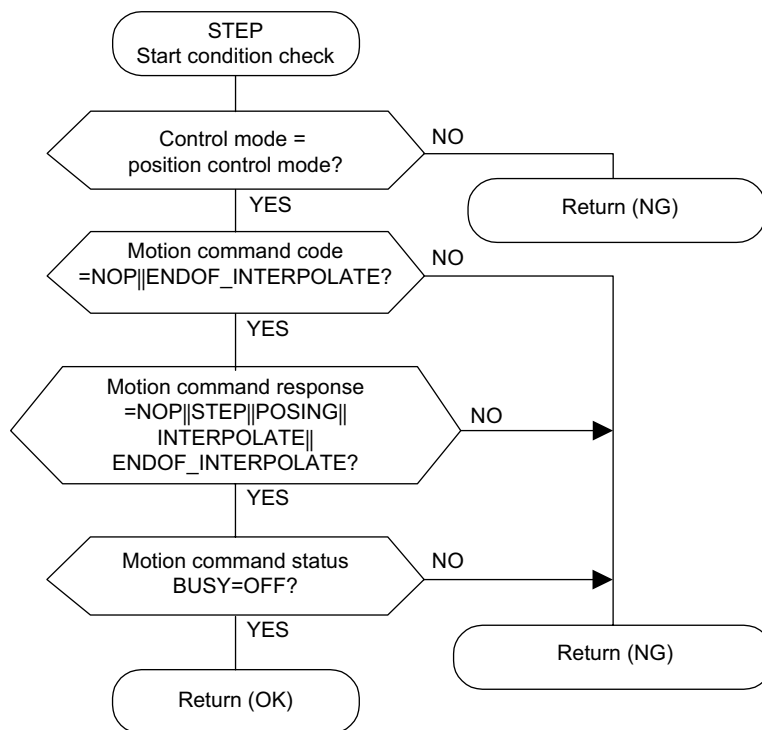 STEP
Start condition check
Control mode =
position control mode?
NO
Return (NG)
YES
Motion command code
=NOP||ENDOF_INTERPOLATE?
NO
YES
Motion command response
=NOP||STEP||POSING||
INTERPOLATE||
ENDOF_INTERPOLATE?
NO
YES
Motion command status
BUSY=OFF?
NO
YES
Return (NG)
Return (OK)